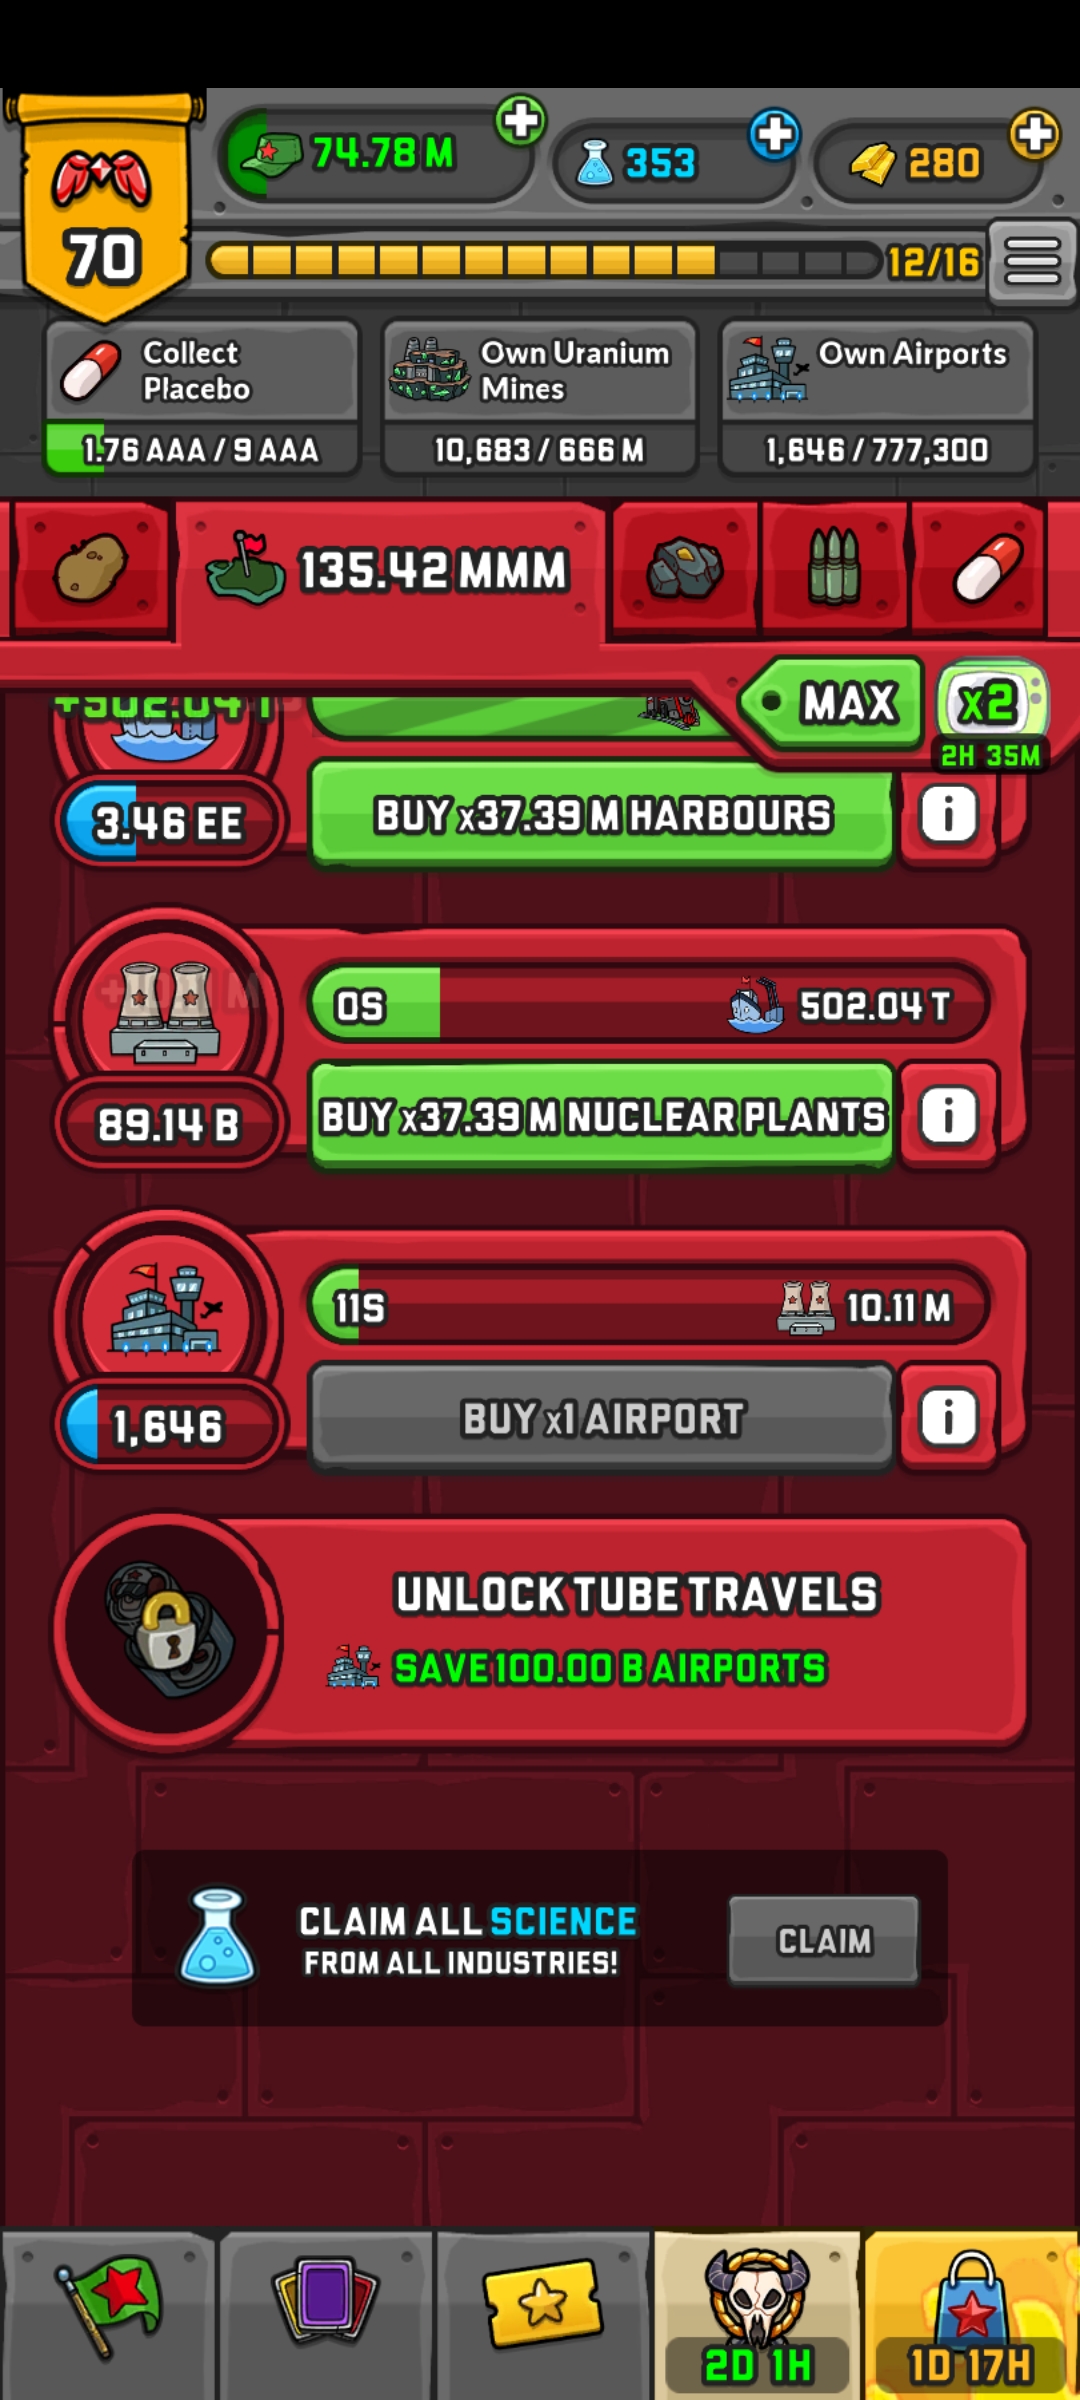 74.78 M
353
280
70
12/16
Collect
Placebo
1.76 AAA / 9 AAA
Own Uranium
Mines
10,683 / 666 M
Own Airports
1,646 / 777,300
135.42 MMM
MAX
x2
2H 35M
+502.04 T
3.46 EE
BUY x37.39 M HARBOURS
i
0S
502.04 T
89.14 B
BUY x37.39 M NUCLEAR PLANTS
i
11S
10.11 M
1,646
BUY x1 AIRPORT
i
UNLOCK TUBE TRAVELS
SAVE 100.00 B AIRPORTS
CLAIM ALL SCIENCE
FROM ALL INDUSTRIES!
CLAIM
2D 1H
1D 17H